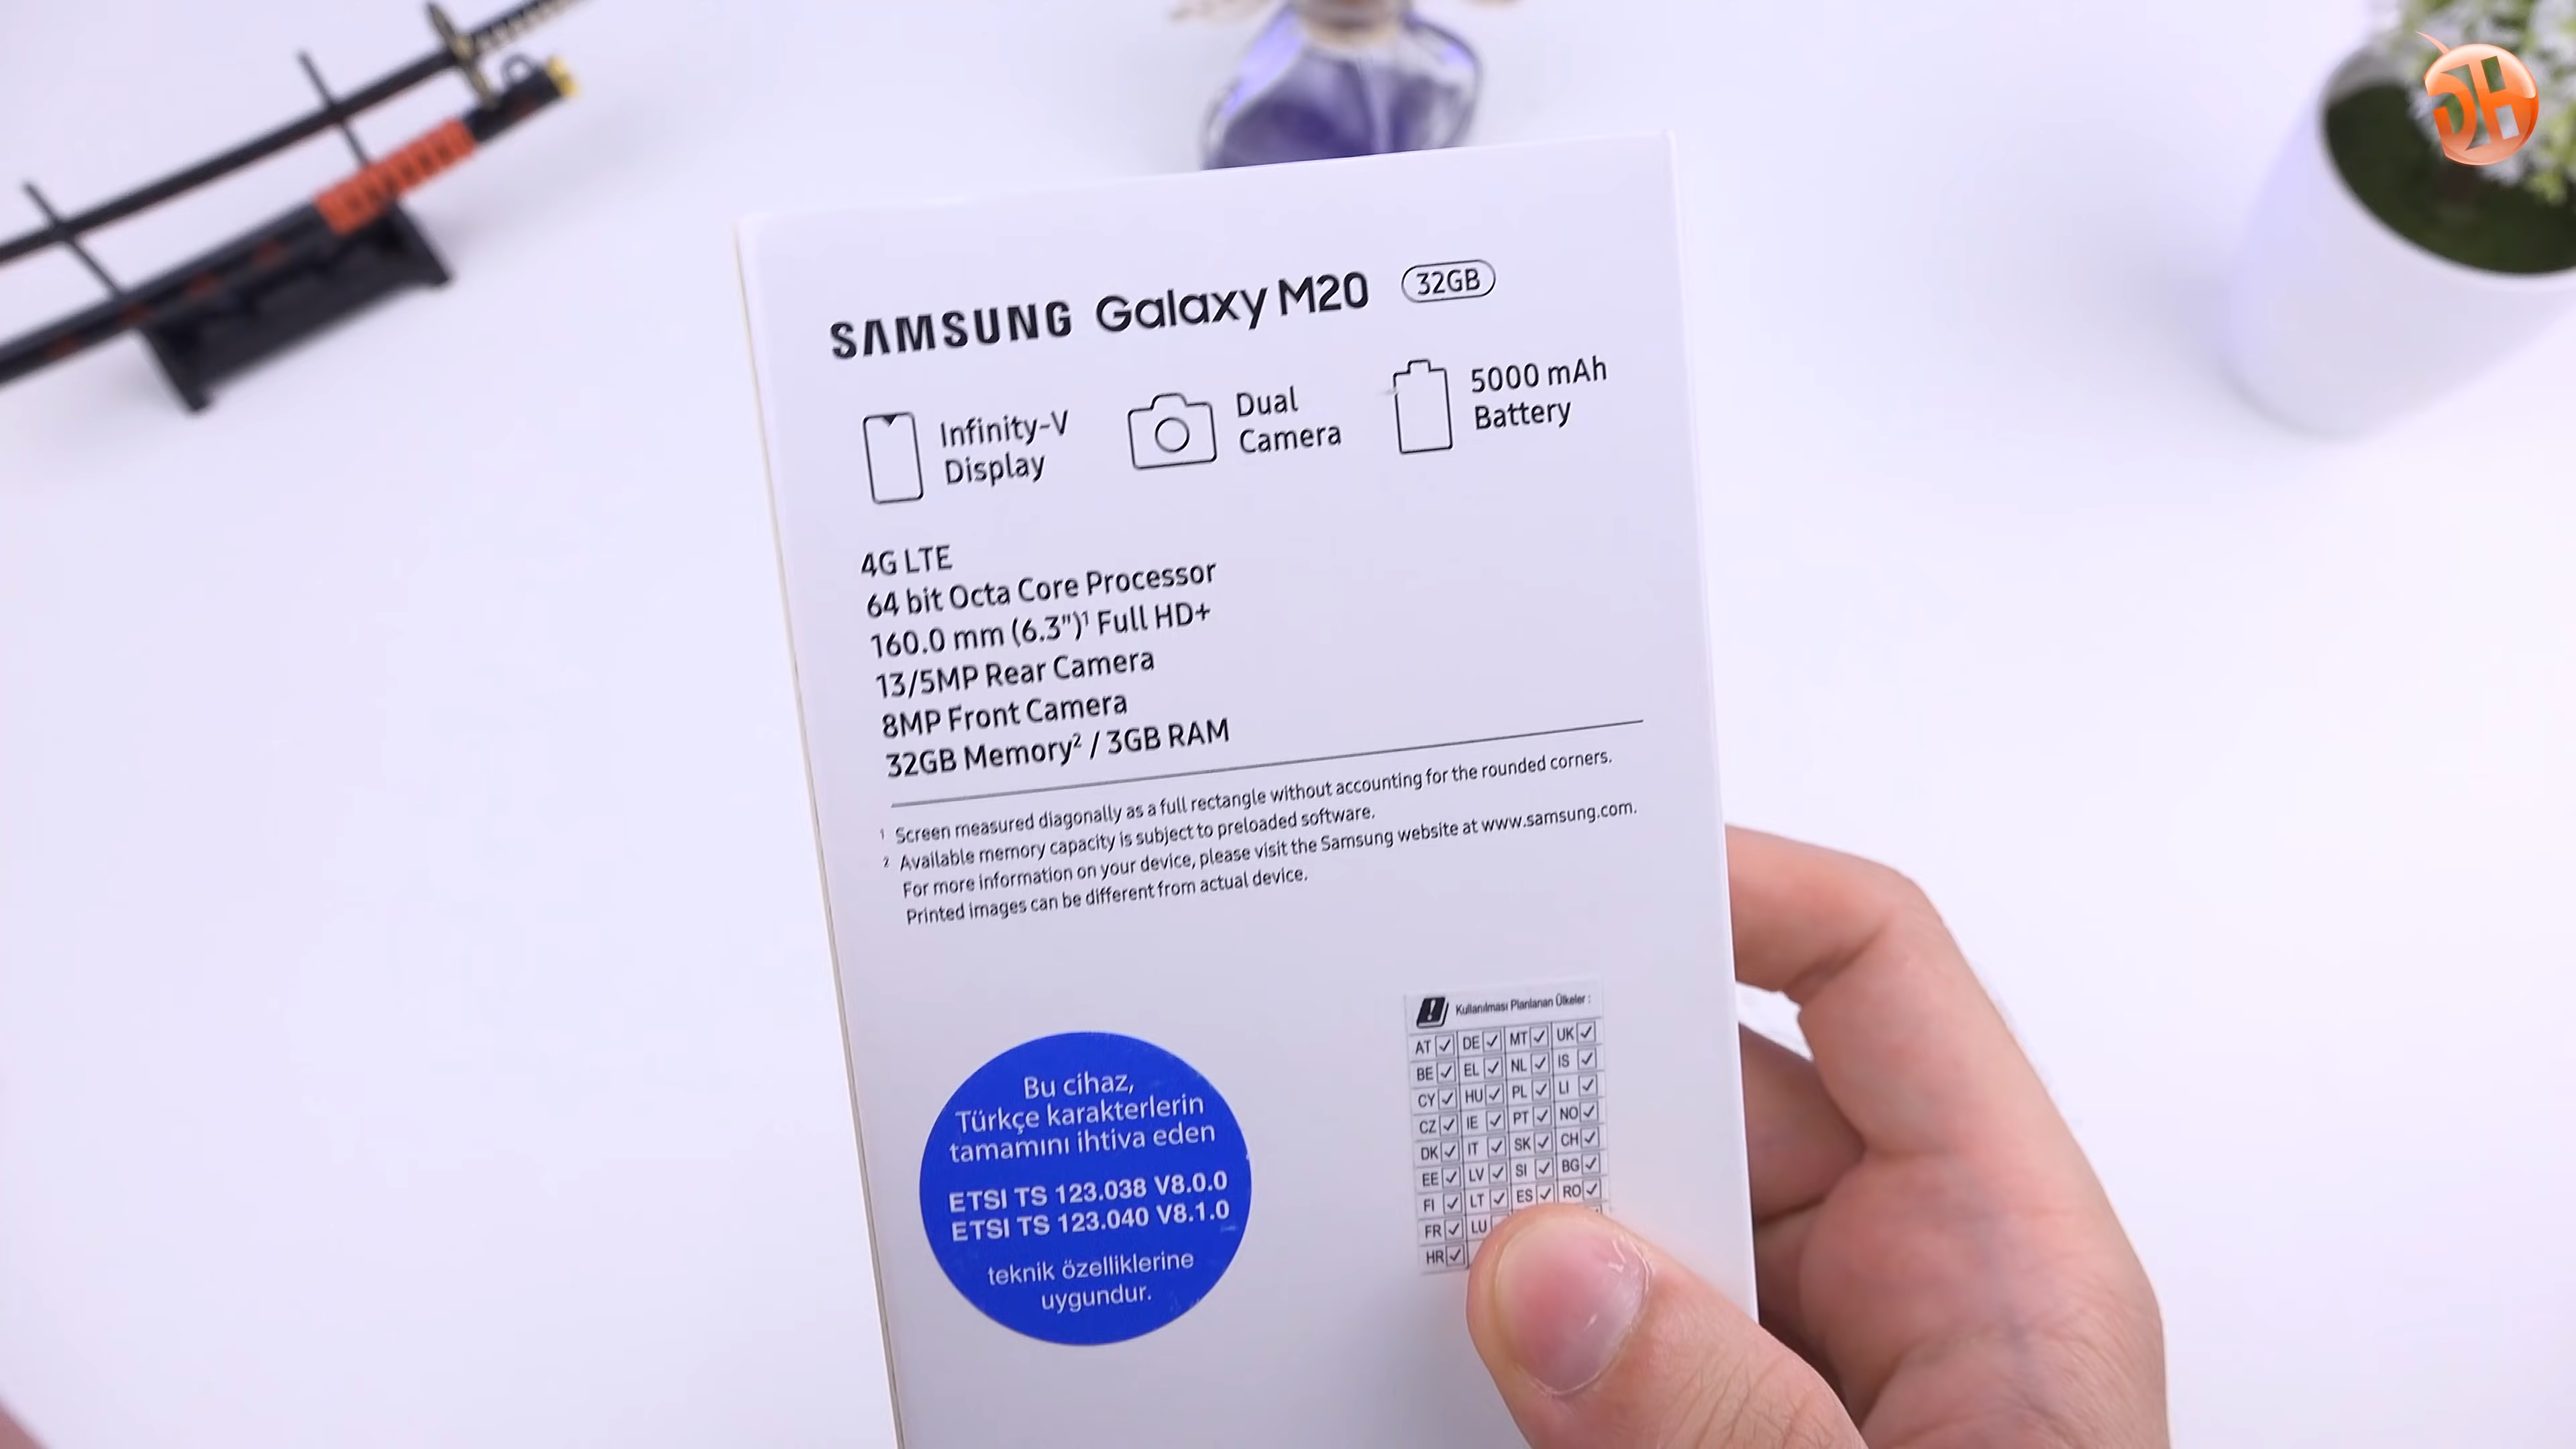 SAMSUNG Galaxy M20 32GB
Infinity-V
Display
Dual
Camera
5000 mAh
Battery
4G LTE
64 bit Octa Core Processor
160.0 mm (6.3")¹ Full HD+
13/5MP Rear Camera
8MP Front Camera
32GB Memory² / 3GB RAM
¹ Screen measured diagonally as a full rectangle without accounting for the rounded corners.
² Available memory capacity is subject to preloaded software.
For more information on your device, please visit the Samsung website at www.samsung.com.
Printed images can be different from actual device.
Bu cihaz,
Türkçe karakterlerin
tamamını ihtiva eden
ETSI TS 123.038 V8.0.0
ETSI TS 123.040 V8.1.0
teknik özelliklerine
uygundur.
Kullanılması Planlanan Ülkeler :
AT DE MT UK
BE EL NL IS
CY HU PL LI
CZ IE PT NO
DK IT SK CH
EE LV SI BG
FI LT ES RO
FR LU
HR
DH